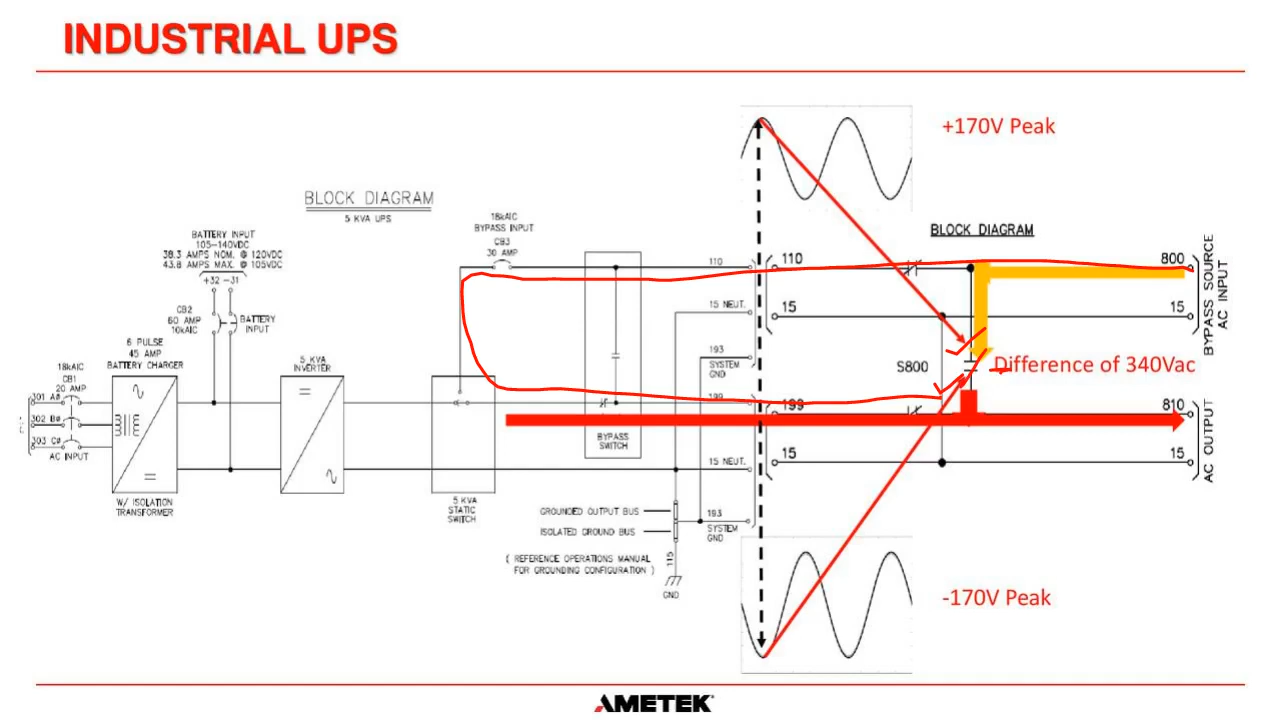 INDUSTRIAL UPS
+170V Peak
BLOCK DIAGRAM
5 KVA UPS
18kAIC
BYPASS INPUT
CB3
30 AMP
BATTERY INPUT
105-140VDC
38.3 AMPS NOM. @ 120VDC
43.8 AMPS MAX. @ 105VDC
+32 -31
CB2
60 AMP
10kAIC
BATTERY
INPUT
6 PULSE
45 AMP
BATTERY CHARGER
18kAIC
CB1
20 AMP
301 AØ
302 BØ
303 CØ
AC INPUT
W/ ISOLATION
TRANSFORMER
5 KVA
INVERTER
5 KVA
STATIC
SWITCH
BYPASS
SWITCH
110
15 NEUT.
193
SYSTEM
GND
199
15 NEUT.
193
SYSTEM
GND
GROUNDED OUTPUT BUS
ISOLATED GROUND BUS
( REFERENCE OPERATIONS MANUAL
FOR GROUNDING CONFIGURATION )
115
GND
BLOCK DIAGRAM
110
800
15
15
BYPASS SOURCE
AC INPUT
S800
Difference of 340Vac
199
810
15
15
AC OUTPUT
-170V Peak
AMETEK